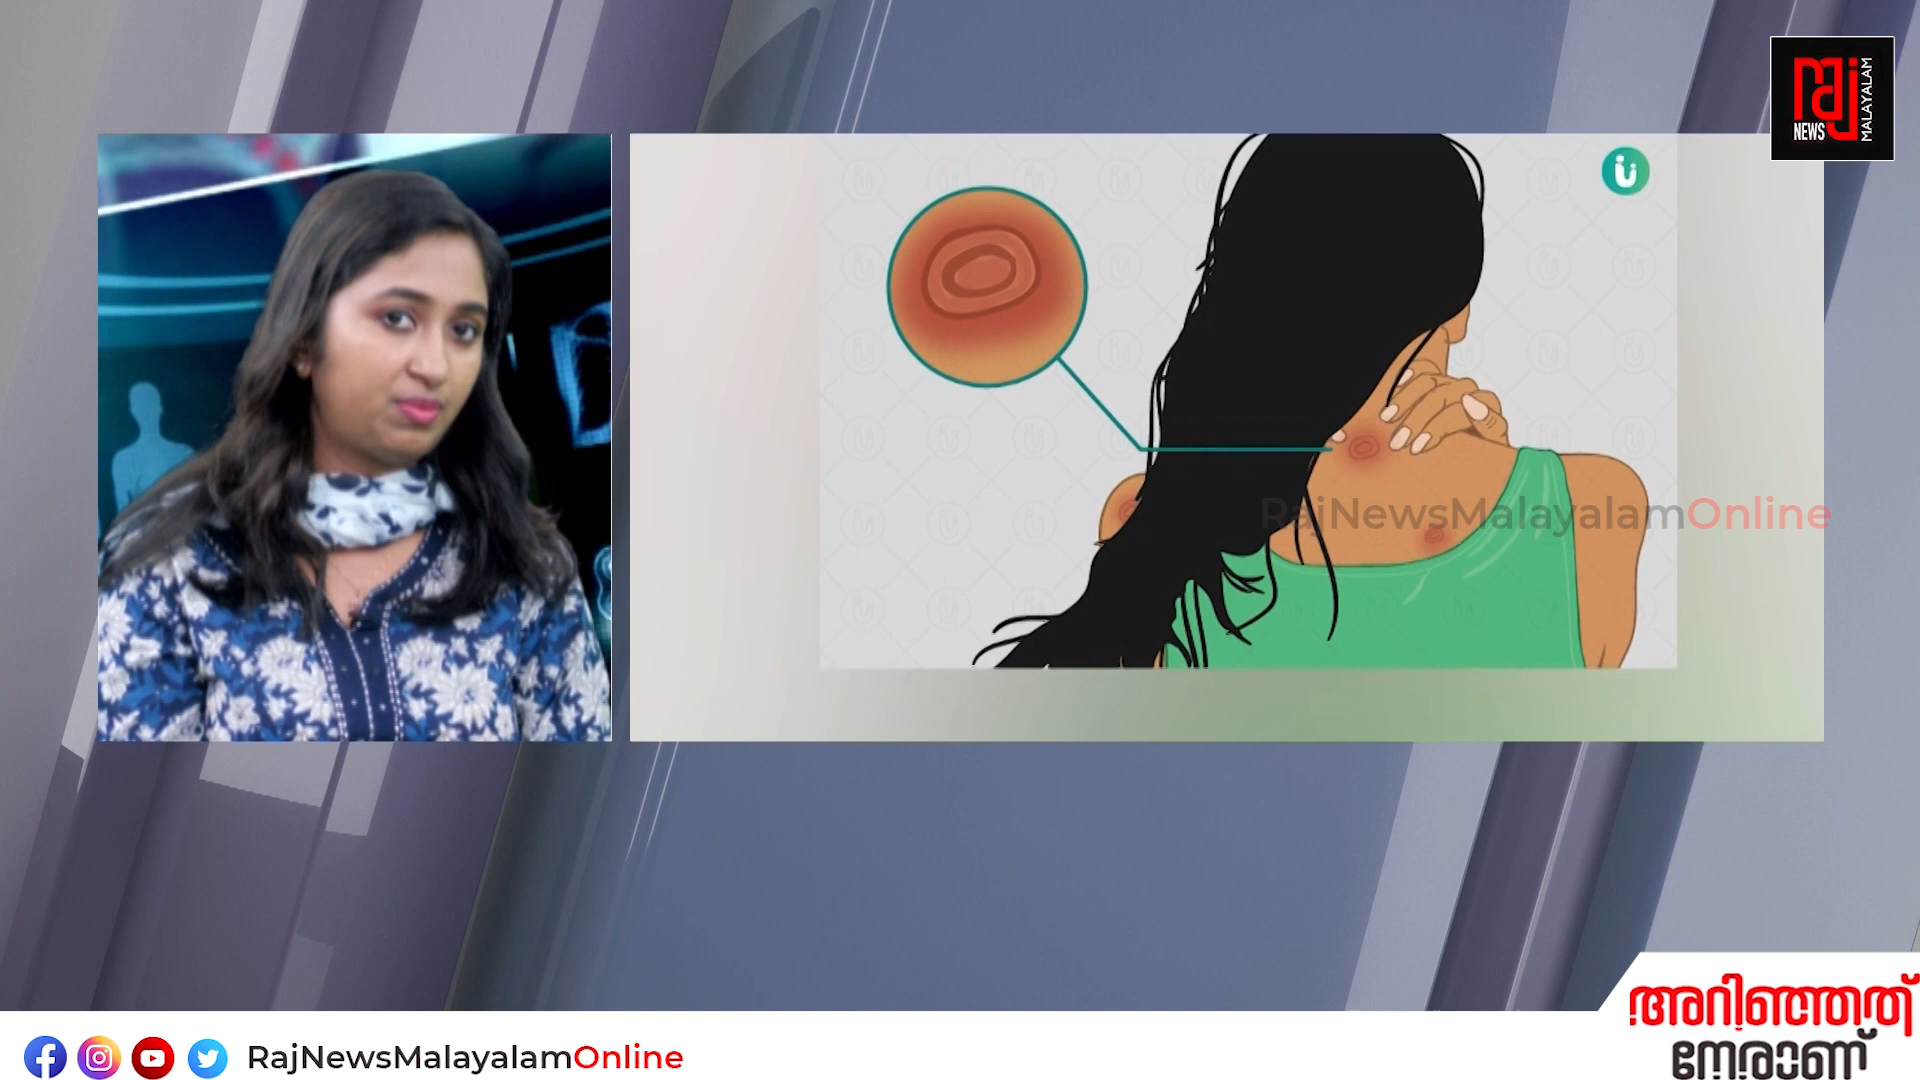 raj
NEWS
MALAYALAM
RajNewsMalayalamOnline
RajNewsMalayalamOnline
അറിഞ്ഞത്
നേരാണ്